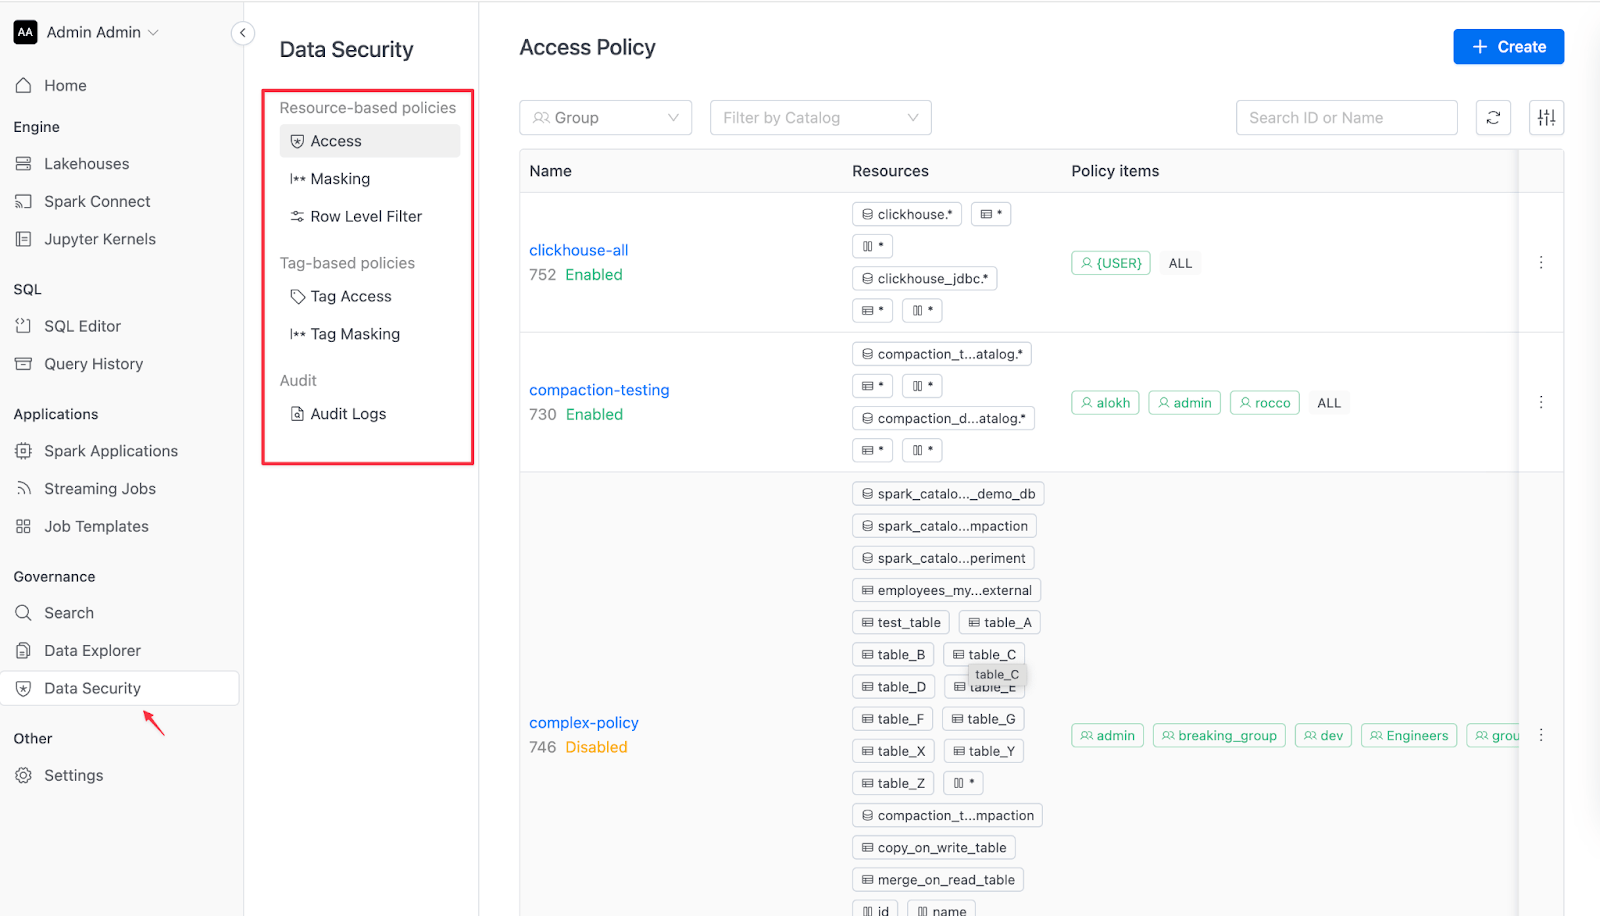 AA Admin Admin
Home
Engine
Lakehouses
Spark Connect
Jupyter Kernels
SQL
SQL Editor
Query History
Applications
Spark Applications
Streaming Jobs
Job Templates
Governance
Search
Data Explorer
Data Security
Other
Settings
Data Security
Resource-based policies
Access
Masking
Row Level Filter
Tag-based policies
Tag Access
Tag Masking
Audit
Audit Logs
Access Policy
+ Create
Group
Filter by Catalog
Search ID or Name
Name Resources Policy items
clickhouse-all
752 Enabled
clickhouse.* *
*
clickhouse_jdbc.*
* *
{USER} ALL
compaction-testing
730 Enabled
compaction_t...atalog.*
* *
compaction_d...atalog.*
* *
alokh admin rocco ALL
complex-policy
746 Disabled
spark_catalo..._demo_db
spark_catalo...mpaction
spark_catalo...periment
employees_my...external
test_table table_A
table_B table_C
table_C
table_D table_E
table_F table_G
table_X table_Y
table_Z *
compaction_t...mpaction
copy_on_write_table
merge_on_read_table
id name
admin breaking_group dev Engineers grou